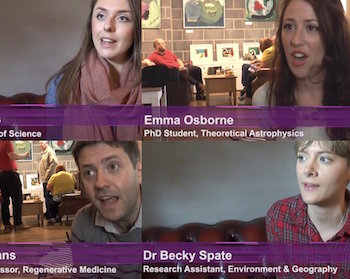 s
of Science
Emma Osborne
PhD Student, Theoretical Astrophysics
ans
ssor, Regenerative Medicine
Dr Becky Spate
Research Assistant, Environment & Geography